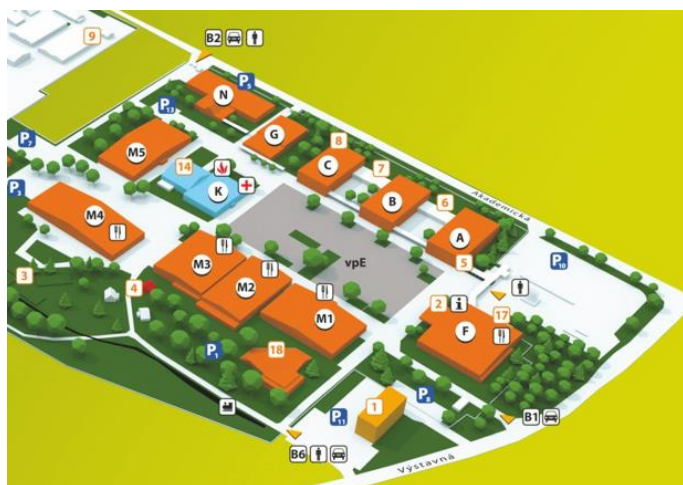 9
B2
N
P5
P13
G
8
C
7
P7
M5
14
K
B
6
Akademická
P3
M4
A
5
vpE
P10
3
4
M3
M2
M1
2
i
17
F
P1
18
1
P8
P11
B1
B6
Výstavná